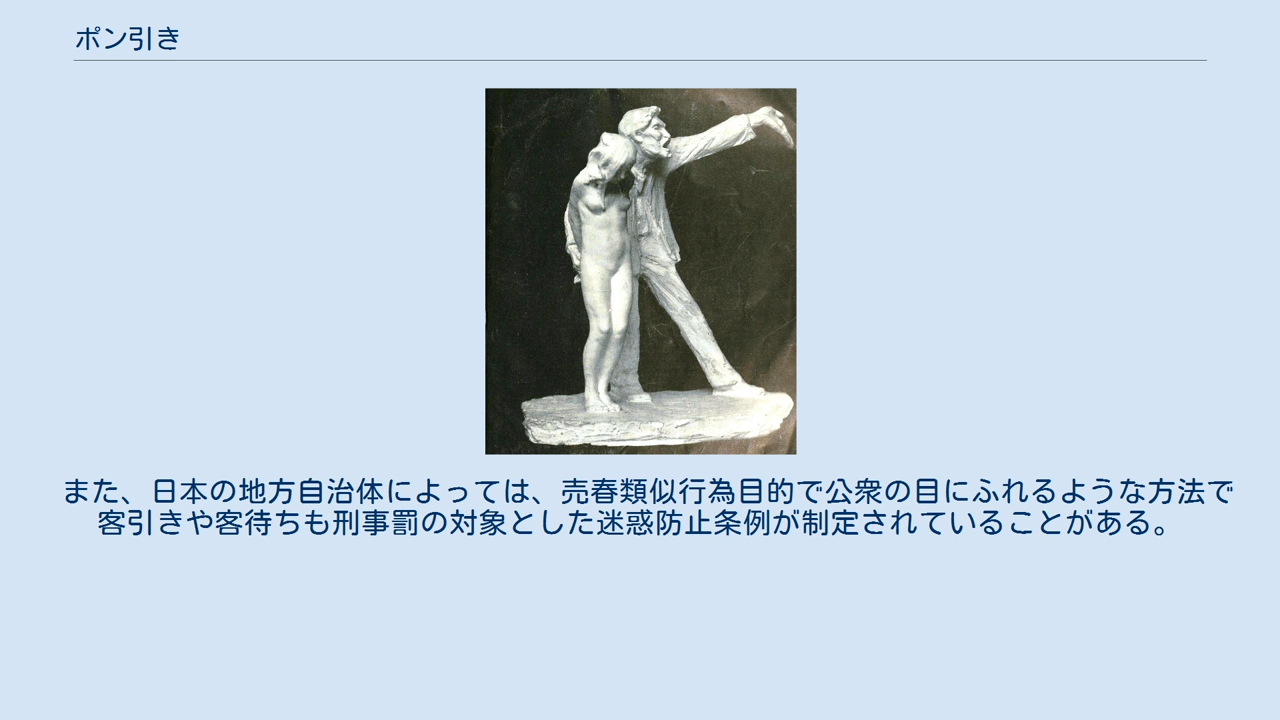 ポン引き
また、日本の地方自治体によっては、売春類似行為目的で公衆の目にふれるような方法で
客引きや客待ちも刑事罰の対象とした迷惑防止条例が制定されていることがある。